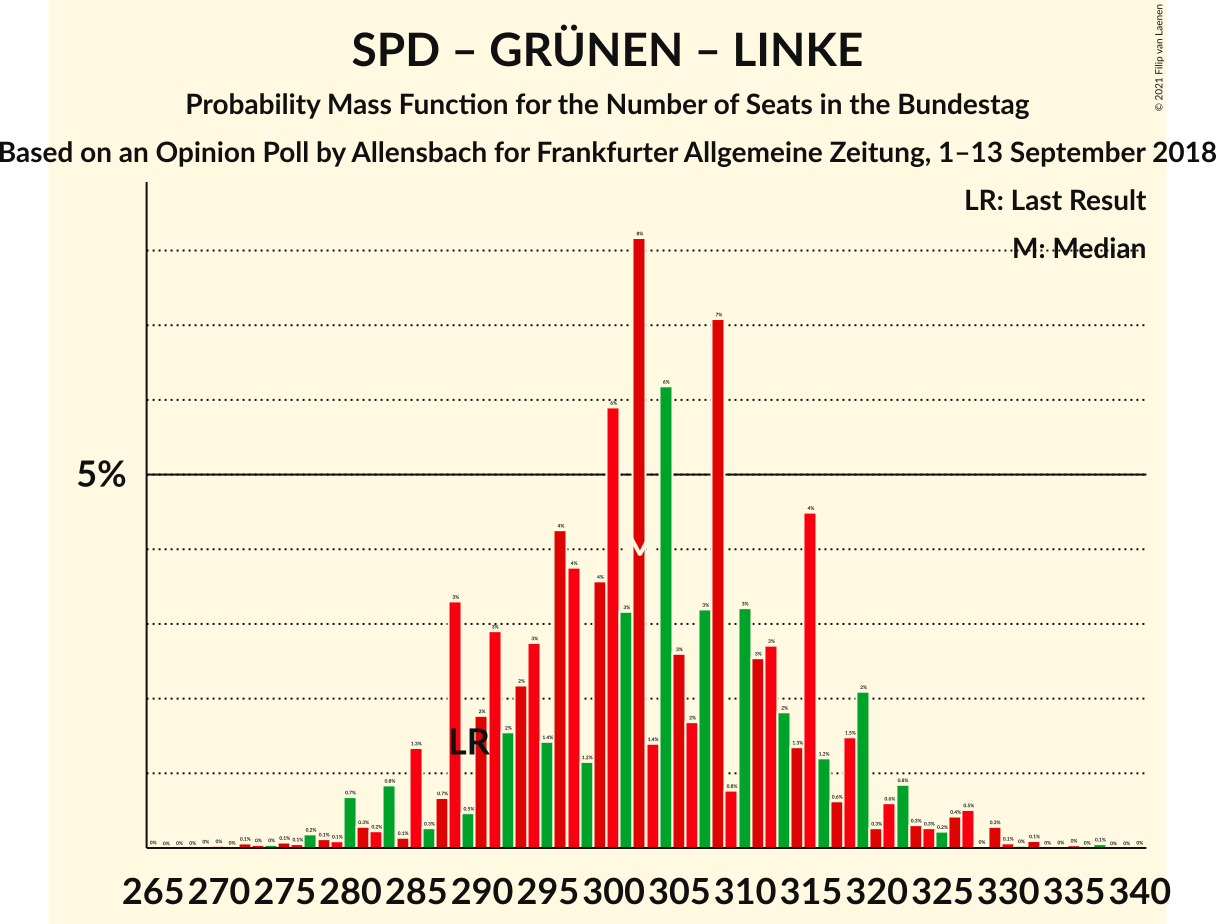 SPD – GRÜNEN – LINKE
Probability Mass Function for the Number of Seats in the Bundestag
Based on an Opinion Poll by Allensbach for Frankfurter Allgemeine Zeitung, 1–13 September 2018
© 2021 Filip van Laenen
LR: Last Result
M: Median
5%
LR
M
265 270 275 280 285 290 295 300 305 310 315 320 325 330 335 340